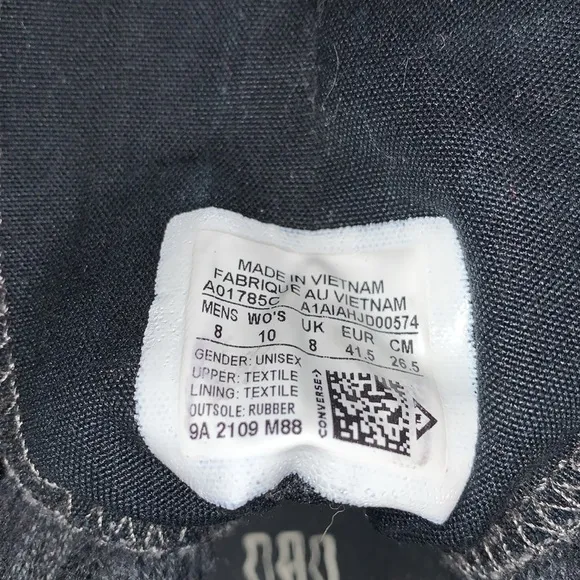 MADE IN VIETNAM
FABRIQUE AU VIETNAM
A01785C A1AIAHJD00574
MENS WO'S UK EUR CM
8 10 8 41.5 26.5
GENDER: UNISEX
UPPER: TEXTILE
LINING: TEXTILE
OUTSOLE: RUBBER
9A 2109 M88
CONVERSE
TM